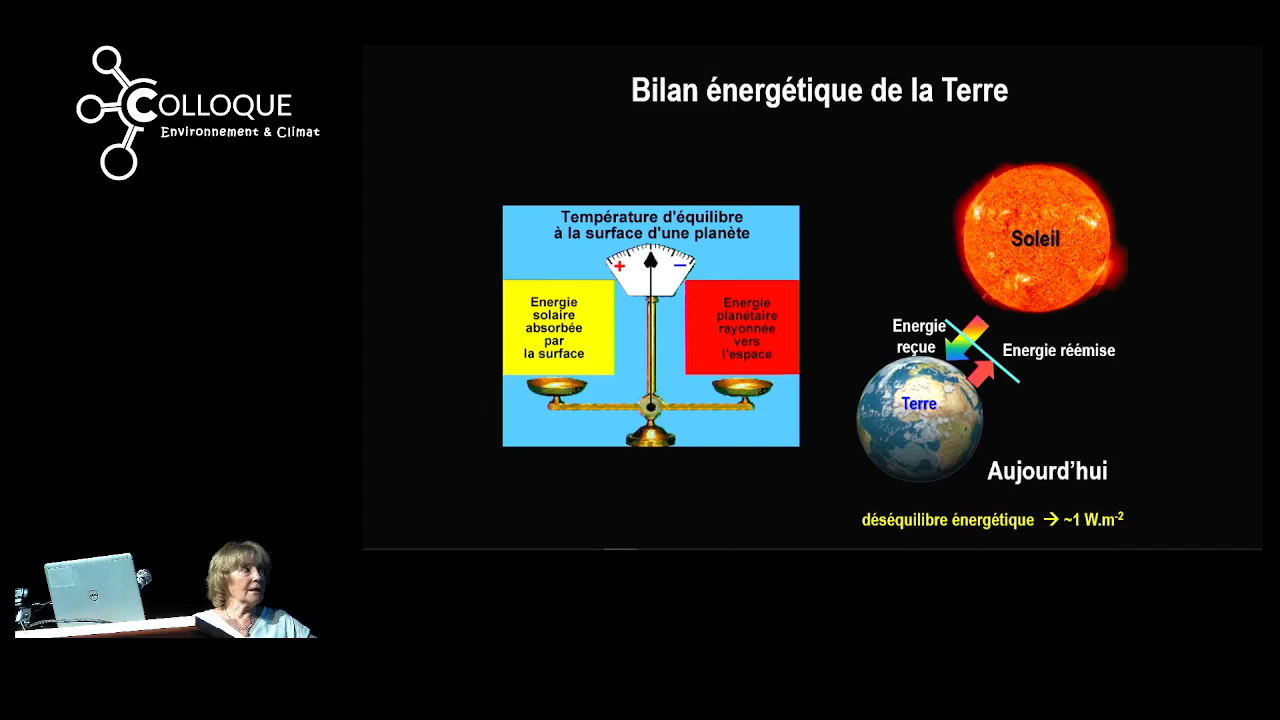 COLLOQUE
Environnement & Climat
Bilan énergétique de la Terre
Température d'équilibre
à la surface d'une planète
+
−
Energie
solaire
absorbée
par
la surface
Energie
planétaire
rayonnée
vers
l'espace
Soleil
Energie
reçue
Energie réémise
Terre
Aujourd'hui
déséquilibre énergétique → ~1 W.m-2